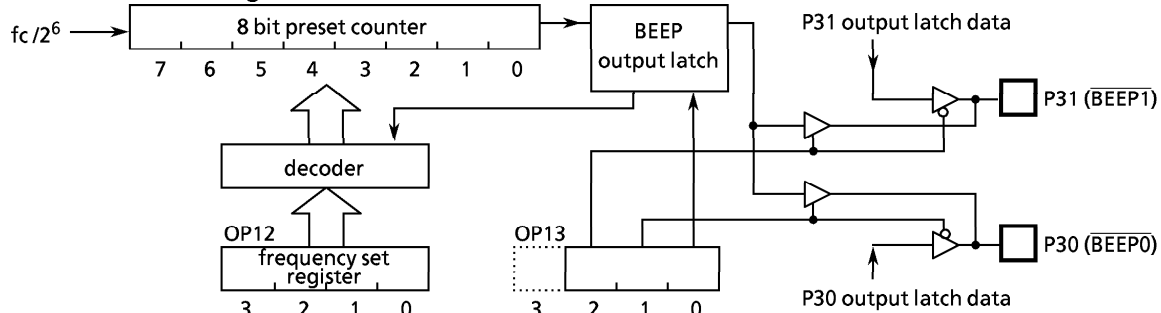 fc/2⁶
8 bit preset counter
7 6 5 4 3 2 1 0
BEEP
output latch
P31 output latch data
P31 (B̅E̅E̅P̅1̅)
decoder
OP12
frequency set
register
3 2 1 0
OP13
3 2 1 0
P30 (B̅E̅E̅P̅0̅)
P30 output latch data